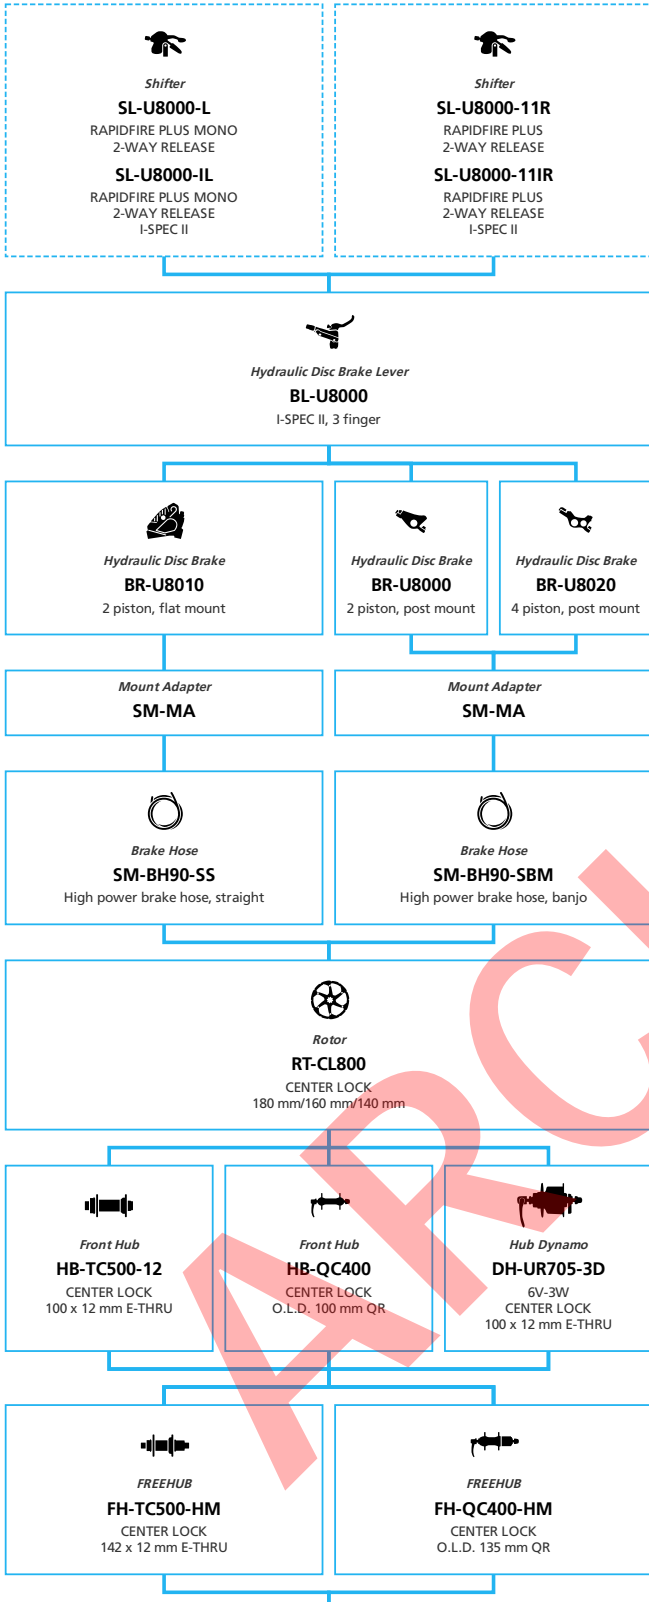 Shifter
SL-U8000-L
RAPIDFIRE PLUS MONO
2-WAY RELEASE
SL-U8000-IL
RAPIDFIRE PLUS MONO
2-WAY RELEASE
I-SPEC II
Shifter
SL-U8000-11R
RAPIDFIRE PLUS
2-WAY RELEASE
SL-U8000-11IR
RAPIDFIRE PLUS
2-WAY RELEASE
I-SPEC II
Hydraulic Disc Brake Lever
BL-U8000
I-SPEC II, 3 finger
Hydraulic Disc Brake
BR-U8010
2 piston, flat mount
Hydraulic Disc Brake
BR-U8000
2 piston, post mount
Hydraulic Disc Brake
BR-U8020
4 piston, post mount
Mount Adapter
SM-MA
Mount Adapter
SM-MA
Brake Hose
SM-BH90-SS
High power brake hose, straight
Brake Hose
SM-BH90-SBM
High power brake hose, banjo
Rotor
RT-CL800
CENTER LOCK
180 mm/160 mm/140 mm
Front Hub
HB-TC500-12
CENTER LOCK
100 x 12 mm E-THRU
Front Hub
HB-QC400
CENTER LOCK
O.L.D. 100 mm QR
Hub Dynamo
DH-UR705-3D
6V-3W
CENTER LOCK
100 x 12 mm E-THRU
FREEHUB
FH-TC500-HM
CENTER LOCK
142 x 12 mm E-THRU
FREEHUB
FH-QC400-HM
CENTER LOCK
O.L.D. 135 mm QR
ARC